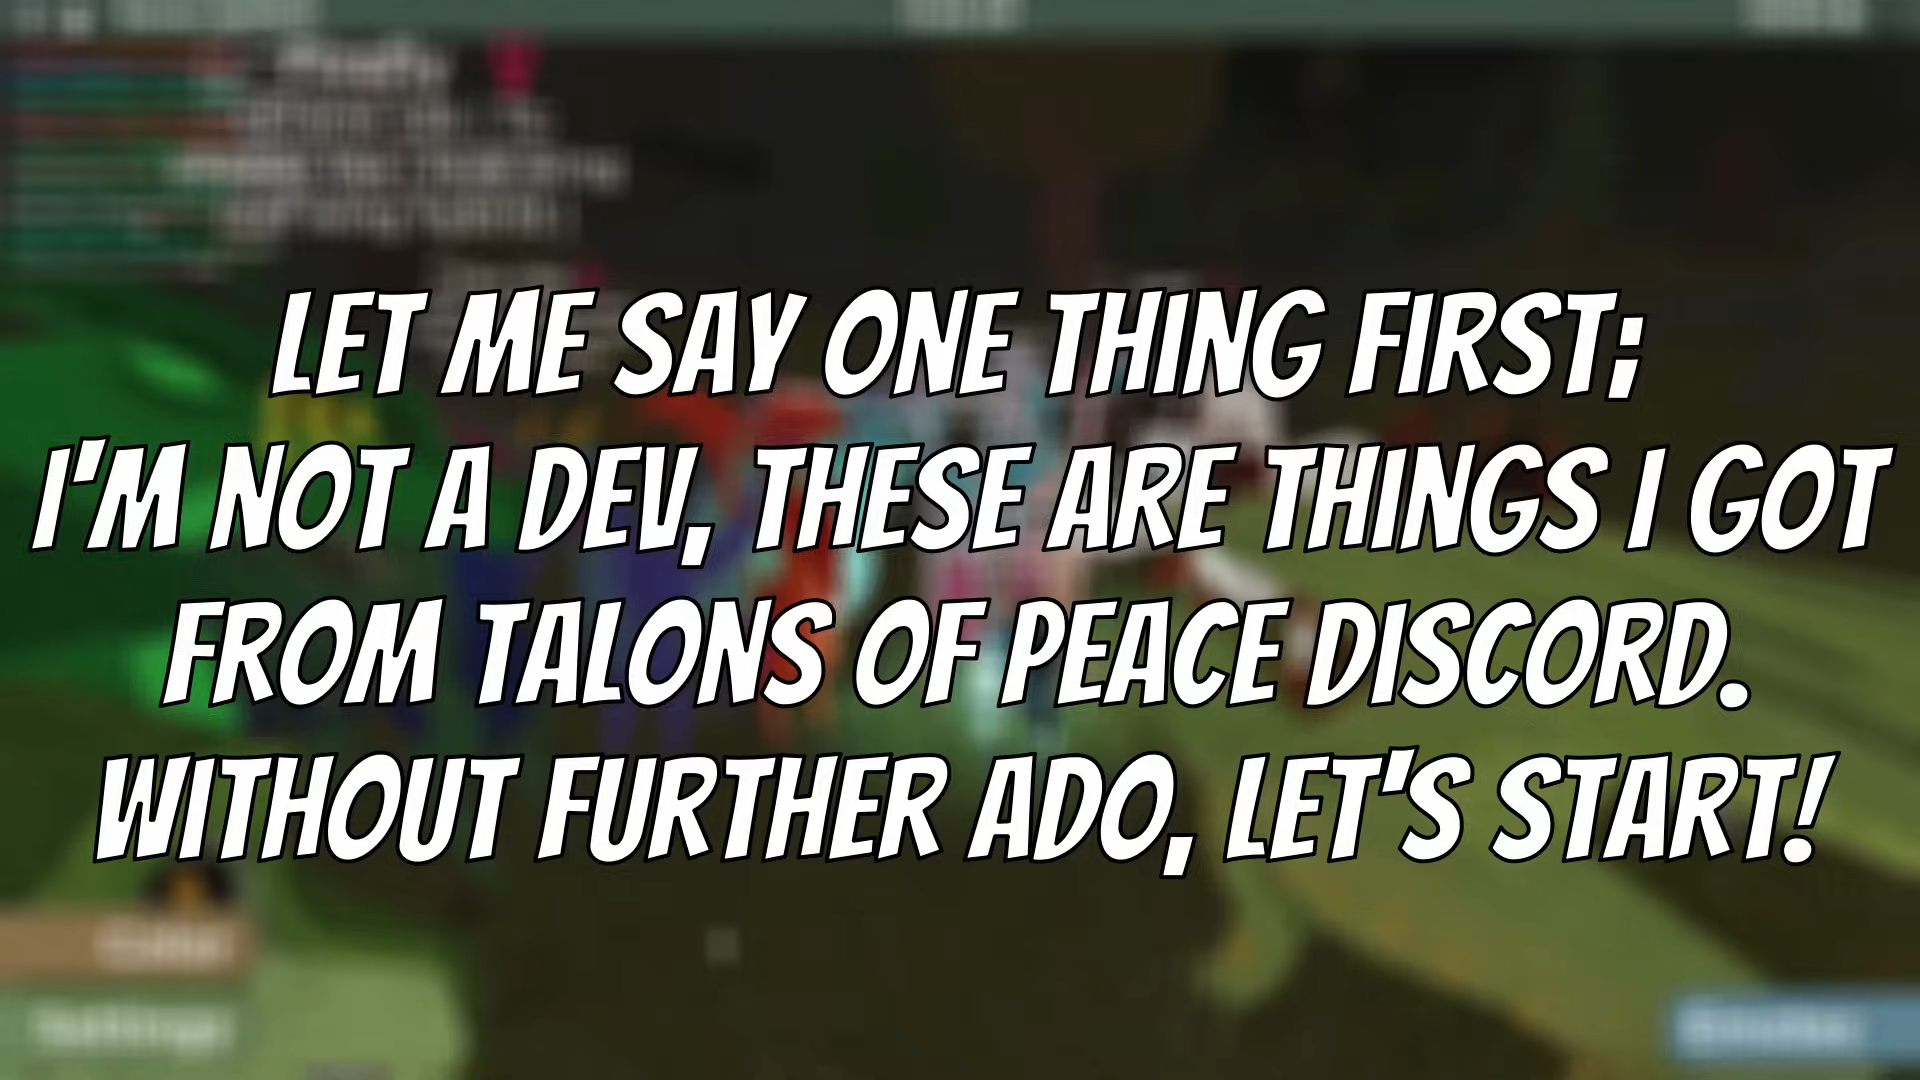 LET ME SAY ONE THING FIRST;
I'M NOT A DEV, THESE ARE THINGS I GOT
FROM TALONS OF PEACE DISCORD.
WITHOUT FURTHER ADO, LET'S START!
Settings